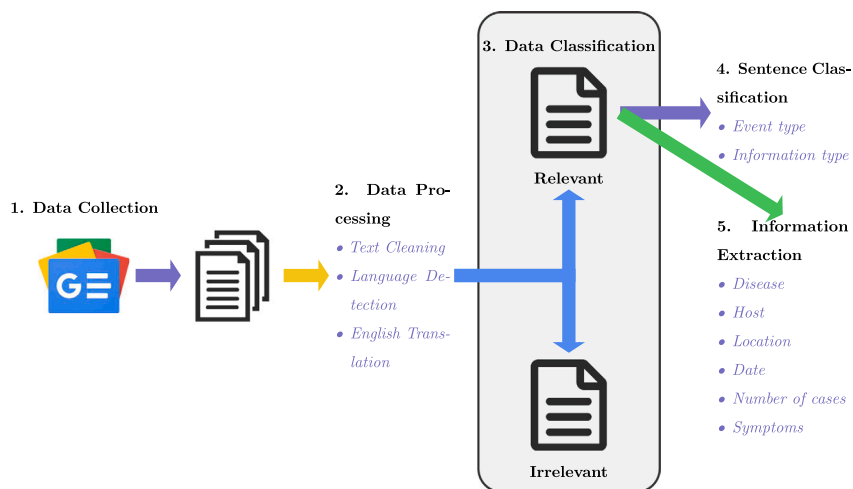 1. Data Collection
GE
2. Data Pro-
cessing
• Text Cleaning
• Language De-
tection
• English Trans-
lation
3. Data Classification
Relevant
Irrelevant
4. Sentence Clas-
sification
• Event type
• Information type
5. Information
Extraction
• Disease
• Host
• Location
• Date
• Number of cases
• Symptoms